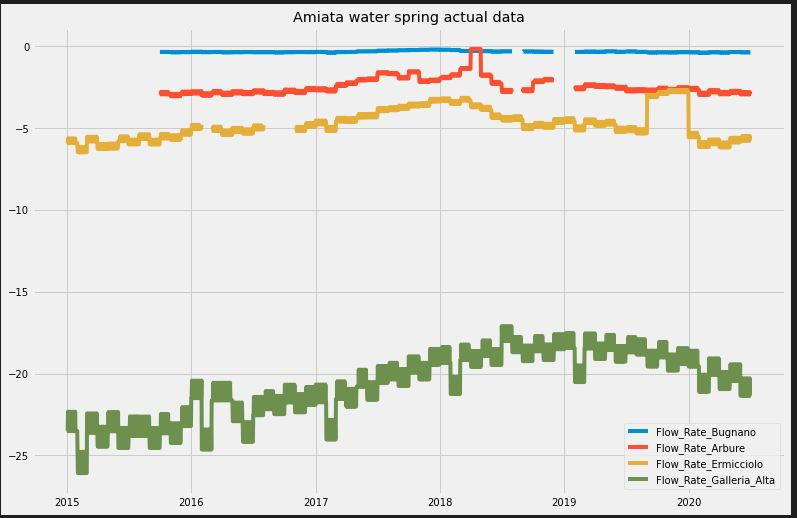 Amiata water spring actual data
0
−5
−10
−15
−20
−25
2015 2016 2017 2018 2019 2020
Flow_Rate_Bugnano
Flow_Rate_Arbure
Flow_Rate_Ermicciolo
Flow_Rate_Galleria_Alta